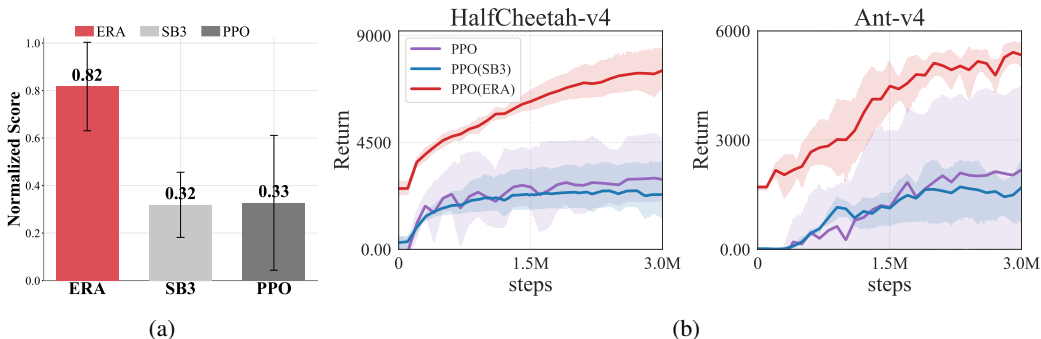 ERA SB3 PPO
Normalized Score
1.0
0.8
0.6
0.4
0.2
0.0
0.82
0.32
0.33
ERA SB3 PPO
(a)
HalfCheetah-v4
Return
9000
4500
0.00
PPO
PPO(SB3)
PPO(ERA)
0 1.5M 3.0M
steps
Ant-v4
Return
6000
3000
0.00
0 1.5M 3.0M
steps
(b)